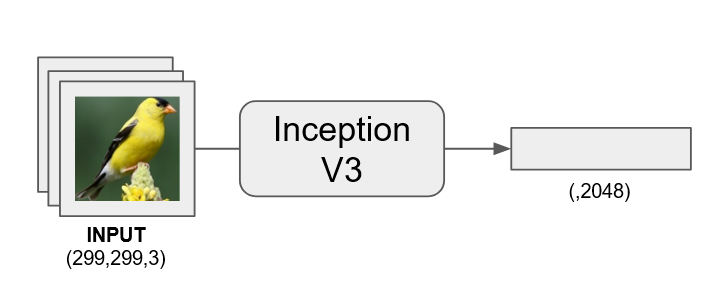 Inception
V3
(,2048)
INPUT
(299,299,3)